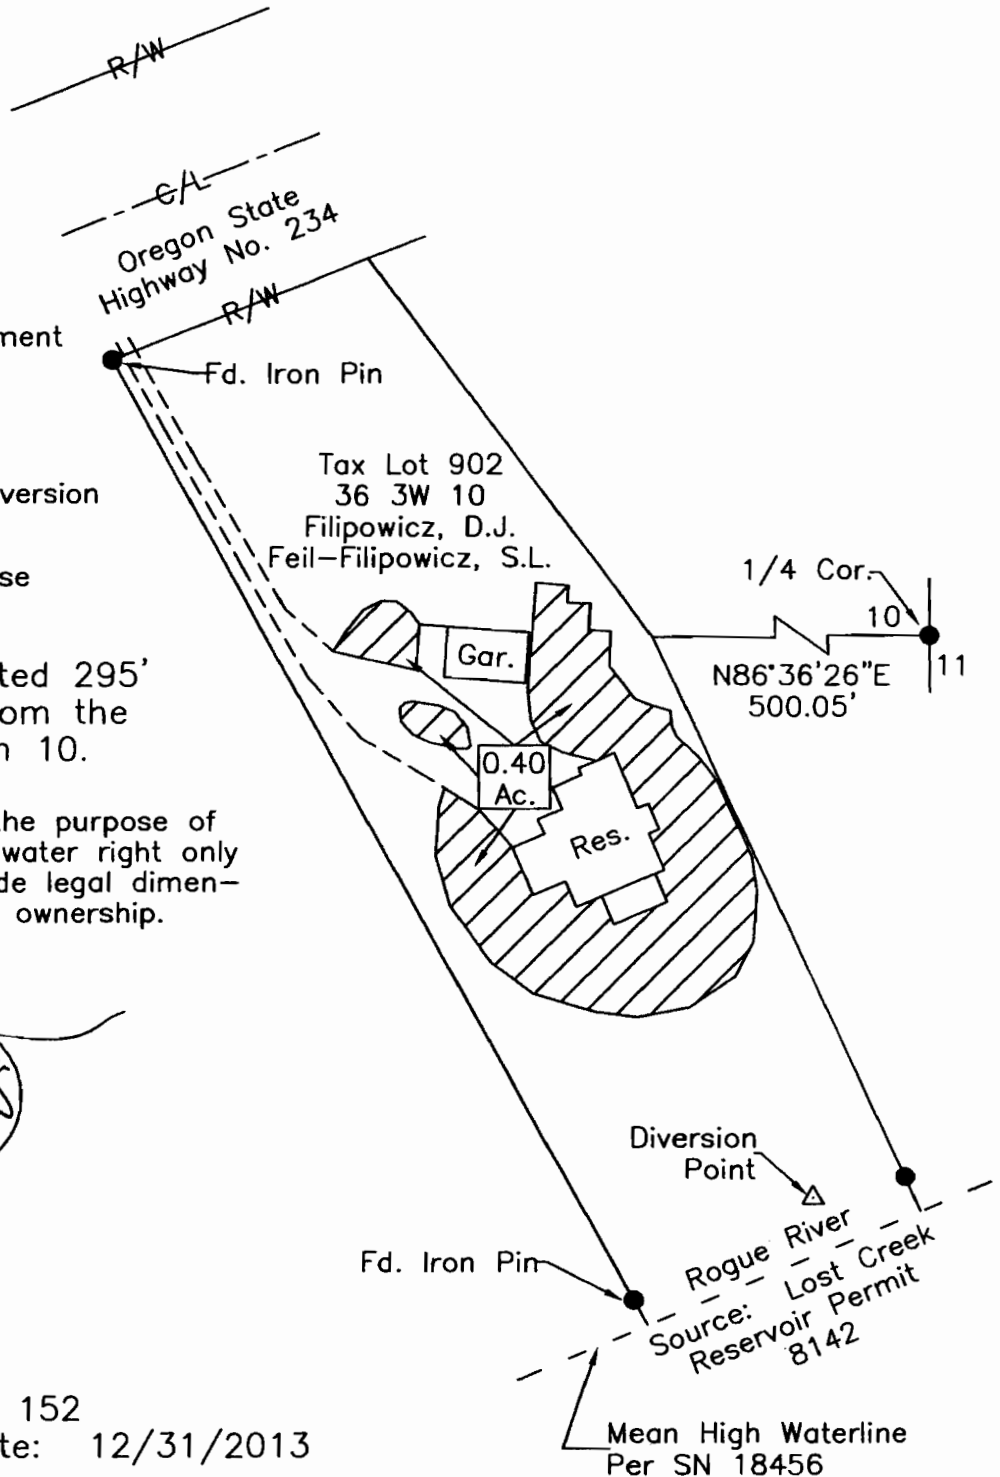 R/W
C/L
Oregon State
Highway No. 234
R/W
Fd. Iron Pin
Tax Lot 902
36 3W 10
Filipowicz, D.J.
Feil-Filipowicz, S.L.
1/4 Cor.
10
11
N86°36'26"E
500.05'
Gar.
0.40
Ac.
Res.
ment
version
se
ted 295'
om the
n 10.
he purpose of
water right only
de legal dimen-
ownership.
Diversion
Point
Fd. Iron Pin
Rogue River
Source: Lost Creek
Reservoir Permit
8142
Mean High Waterline
Per SN 18456
152
te: 12/31/2013